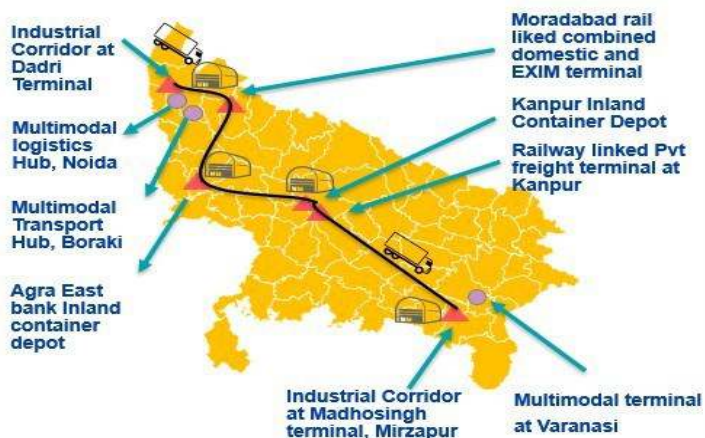 Industrial
Corridor at
Dadri
Terminal
Multimodal
logistics
Hub, Noida
Multimodal
Transport
Hub, Boraki
Agra East
bank Inland
container
depot
Moradabad rail
liked combined
domestic and
EXIM terminal
Kanpur Inland
Container Depot
Railway linked Pvt
freight terminal at
Kanpur
Industrial Corridor
at Madhosingh
terminal, Mirzapur
Multimodal terminal
at Varanasi